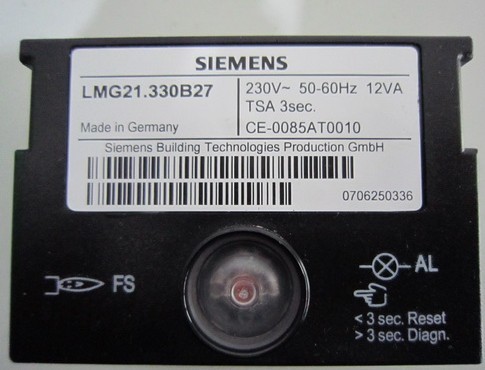 SIEMENS
LMG21.330B27
230V~ 50-60Hz 12VA
TSA 3sec.
Made in Germany
CE-0085AT0010
Siemens Building Technologies Production GmbH
0706250336
FS
AL
< 3 sec. Reset
> 3 sec. Diagn.